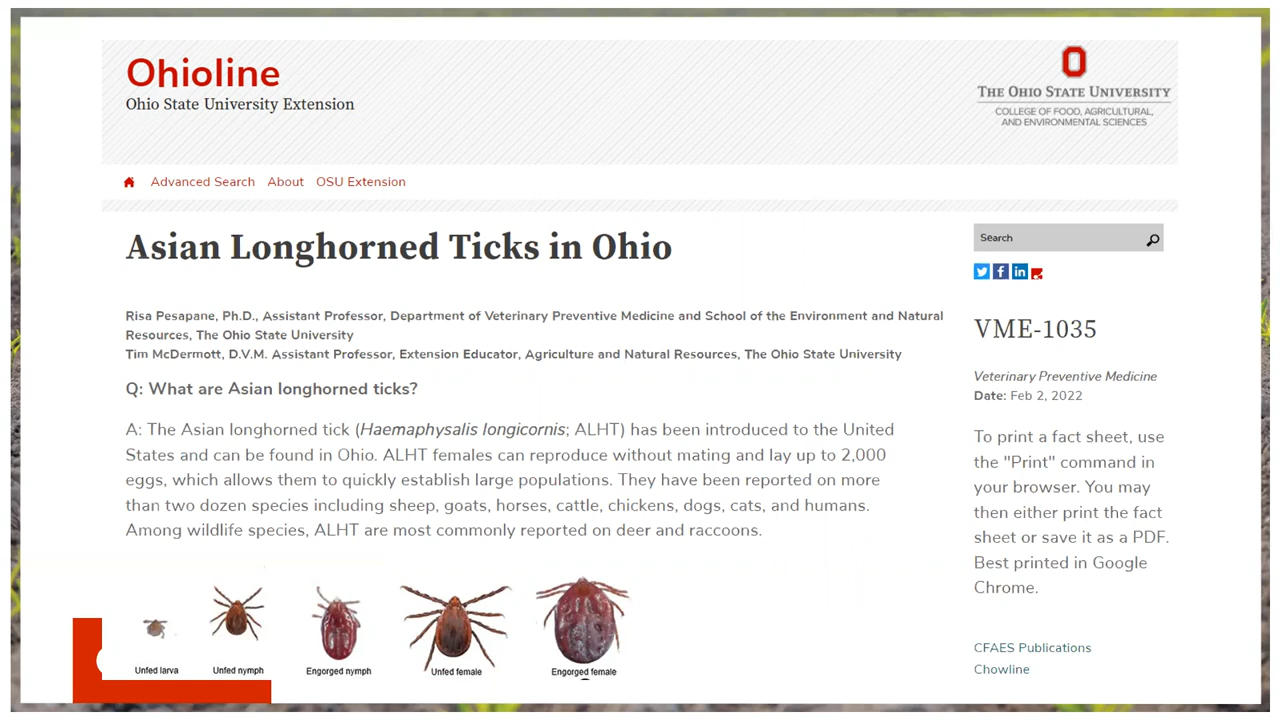 Ohioline
Ohio State University Extension
THE OHIO STATE UNIVERSITY
COLLEGE OF FOOD, AGRICULTURAL,
AND ENVIRONMENTAL SCIENCES
Advanced Search About OSU Extension
Asian Longhorned Ticks in Ohio
Risa Pesapane, Ph.D., Assistant Professor, Department of Veterinary Preventive Medicine and School of the Environment and Natural
Resources, The Ohio State University
Tim McDermott, D.V.M. Assistant Professor, Extension Educator, Agriculture and Natural Resources, The Ohio State University
Q: What are Asian longhorned ticks?
A: The Asian longhorned tick (Haemaphysalis longicornis; ALHT) has been introduced to the United
States and can be found in Ohio. ALHT females can reproduce without mating and lay up to 2,000
eggs, which allows them to quickly establish large populations. They have been reported on more
than two dozen species including sheep, goats, horses, cattle, chickens, dogs, cats, and humans.
Among wildlife species, ALHT are most commonly reported on deer and raccoons.
Unfed larva
Unfed nymph
Engorged nymph
Unfed female
Engorged female
Search
VME-1035
Veterinary Preventive Medicine
Date: Feb 2, 2022
To print a fact sheet, use
the "Print" command in
your browser. You may
then either print the fact
sheet or save it as a PDF.
Best printed in Google
Chrome.
CFAES Publications
Chowline